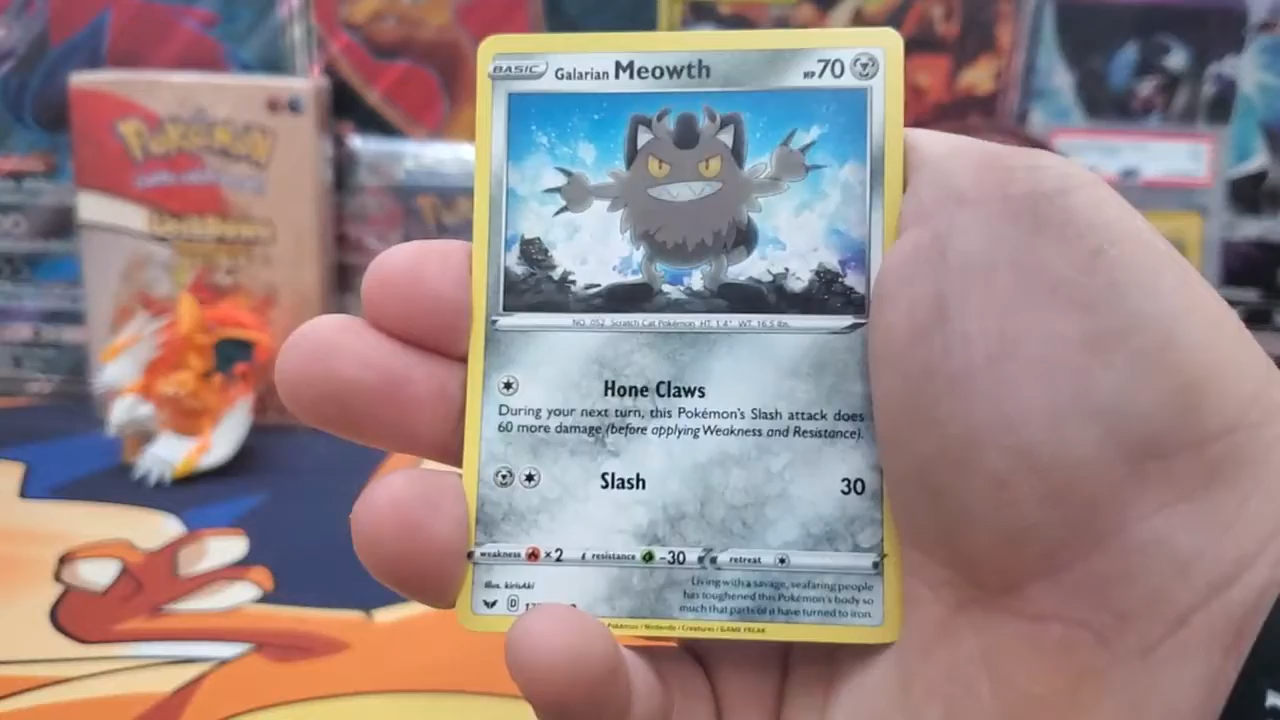 BASIC Galarian Meowth HP 70
NO. 052 Scratch Cat Pokémon HT: 1'4" WT: 16.5 lbs.
Hone Claws
During your next turn, this Pokémon's Slash attack does
60 more damage (before applying Weakness and Resistance).
Slash 30
weakness ×2 resistance -30 retreat
Illus. kirisAki
D
Living with a savage, seafaring people
has toughened this Pokémon's body so
much that parts of it have turned to iron.
Pokémon / Nintendo / Creatures / GAME FREAK
Pokémon